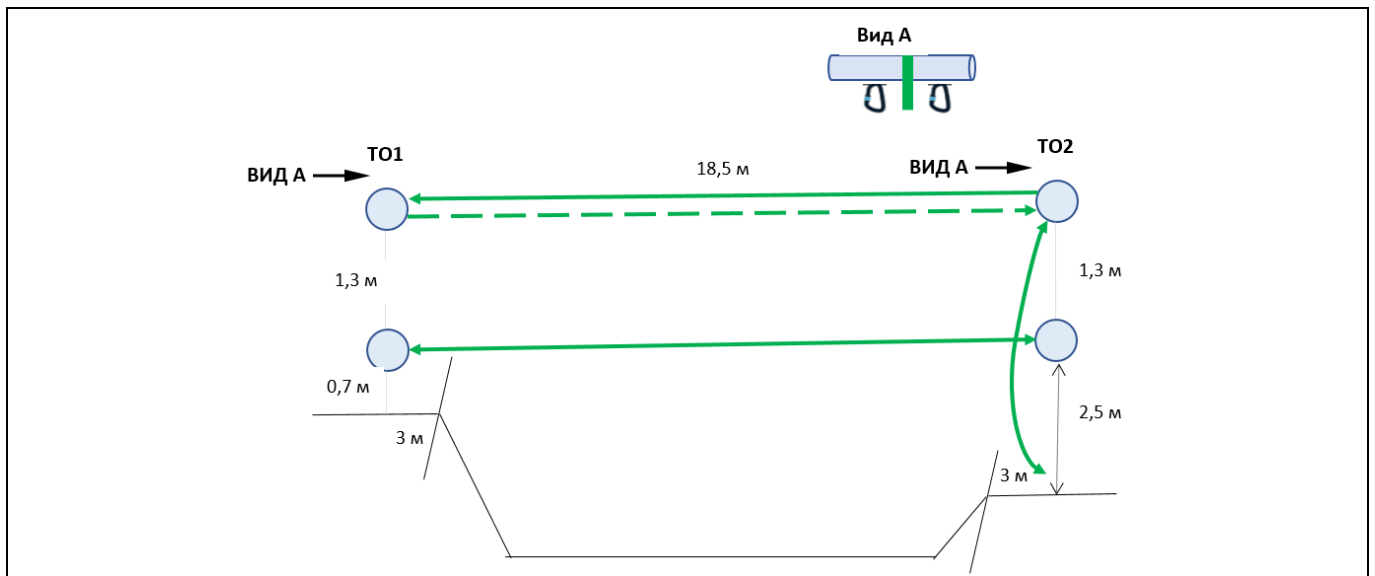 Вид А
ТО1
ТО2
ВИД А
18,5 м
ВИД А
1,3 м
1,3 м
0,7 м
2,5 м
3 м
3 м